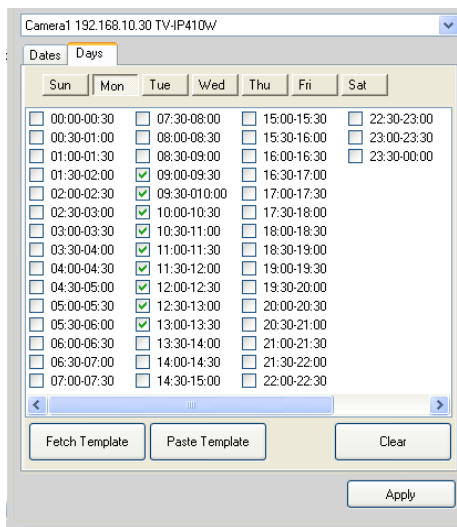 Camera1 192.168.10.30 TV-IP410W
Dates Days
Sun Mon Tue Wed Thu Fri Sat
00:00-00:30 07:30-08:00 15:00-15:30 22:30-23:00
00:30-01:00 08:00-08:30 15:30-16:00 23:00-23:30
01:00-01:30 08:30-09:00 16:00-16:30 23:30-00:00
01:30-02:00 09:00-09:30 16:30-17:00
02:00-02:30 09:30-010:00 17:00-17:30
02:30-03:00 10:00-10:30 17:30-18:00
03:00-03:30 10:30-11:00 18:00-18:30
03:30-04:00 11:00-11:30 18:30-19:00
04:00-04:30 11:30-12:00 19:00-19:30
04:30-05:00 12:00-12:30 19:30-20:00
05:00-05:30 12:30-13:00 20:00-20:30
05:30-06:00 13:00-13:30 20:30-21:00
06:00-06:30 13:30-14:00 21:00-21:30
06:30-07:00 14:00-14:30 21:30-22:00
07:00-07:30 14:30-15:00 22:00-22:30
Fetch Template Paste Template Clear
Apply